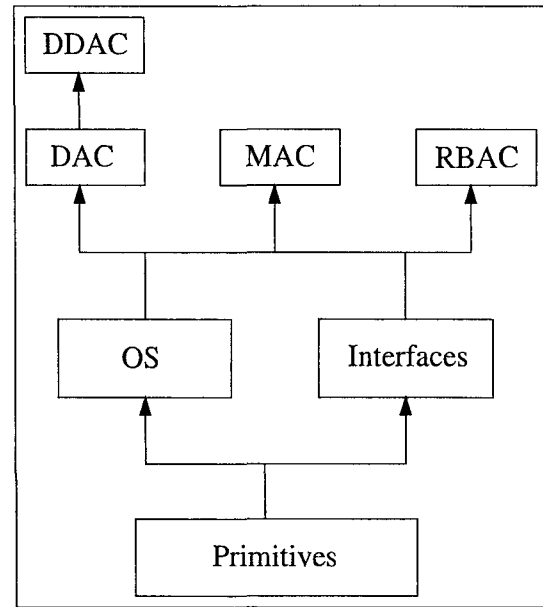 DDAC
DAC
MAC
RBAC
OS
Interfaces
Primitives